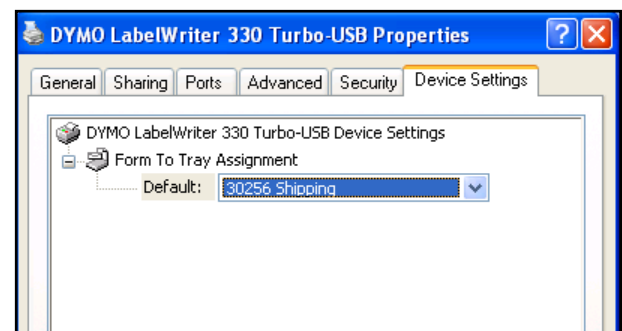 DYMO LabelWriter 330 Turbo-USB Properties
General Sharing Ports Advanced Security Device Settings
DYMO LabelWriter 330 Turbo-USB Device Settings
Form To Tray Assignment
Default: 30256 Shipping